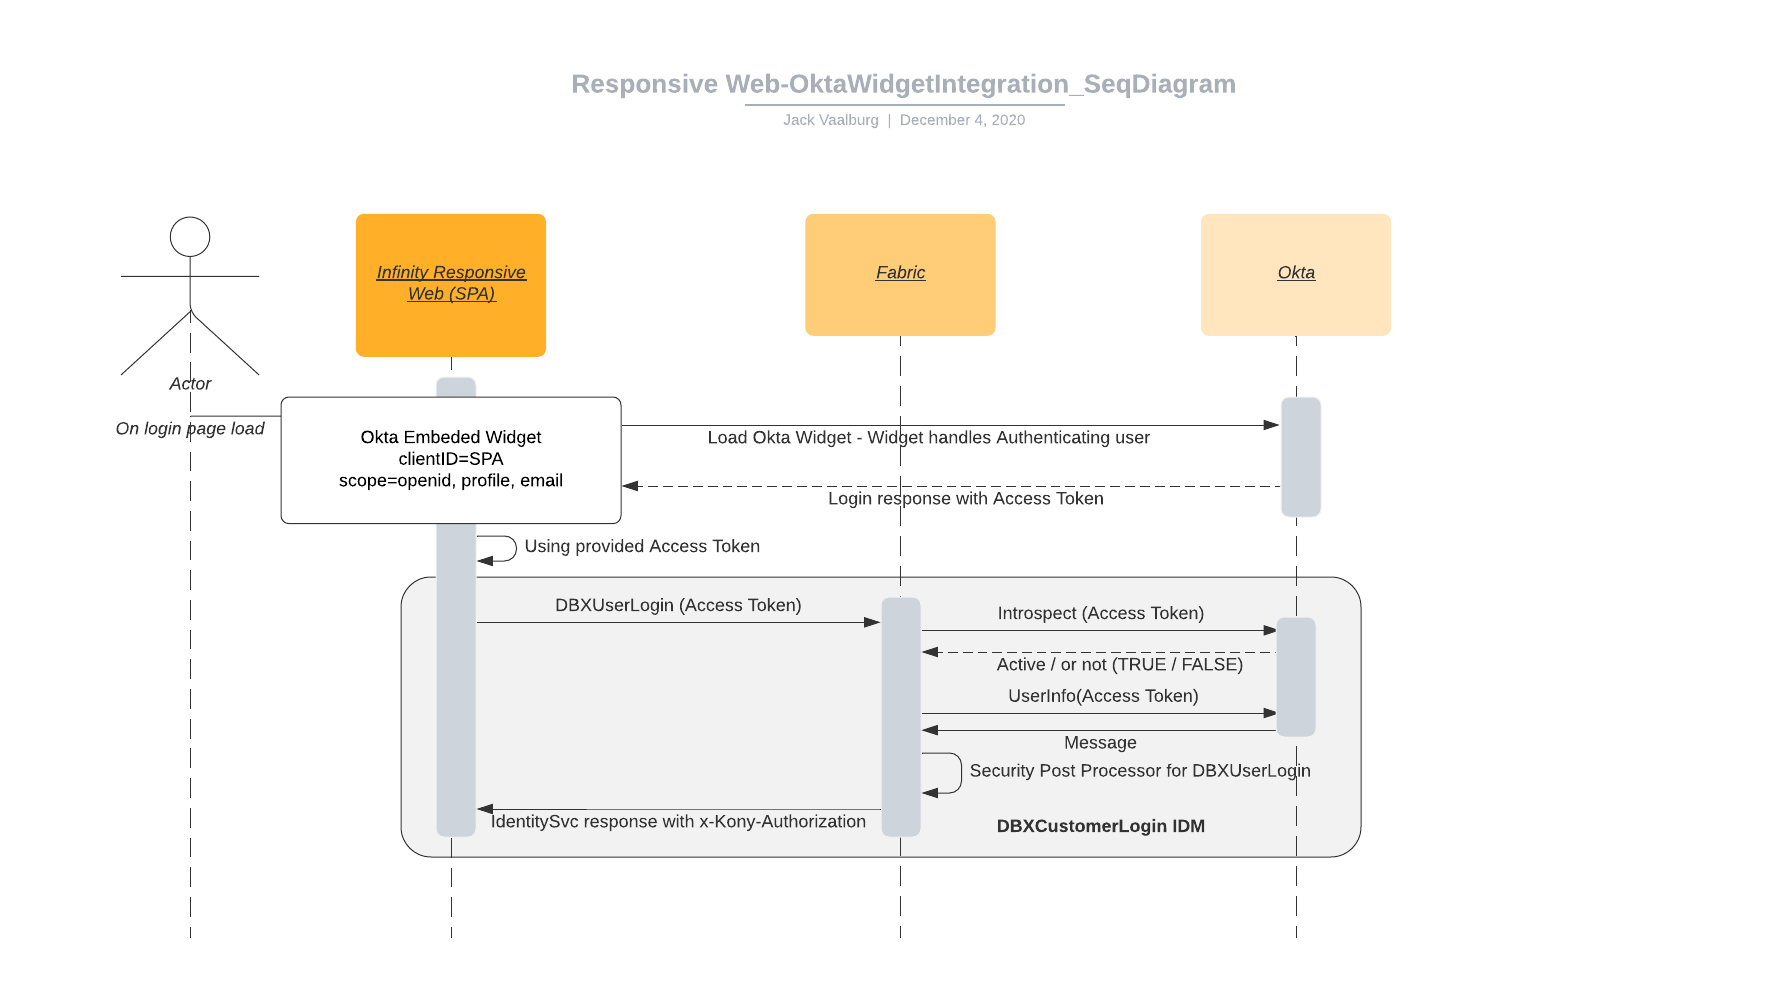 Responsive Web-OktaWidgetIntegration_SeqDiagram
Jack Vaalburg | December 4, 2020
Infinity Responsive
Web (SPA)
Fabric
Okta
Actor
On login page load
Okta Embeded Widget
clientID=SPA
scope=openid, profile, email
Load Okta Widget - Widget handles Authenticating user
Login response with Access Token
Using provided Access Token
DBXUserLogin (Access Token)
Introspect (Access Token)
Active / or not (TRUE / FALSE)
UserInfo(Access Token)
Message
Security Post Processor for DBXUserLogin
IdentitySvc response with x-Kony-Authorization
DBXCustomerLogin IDM